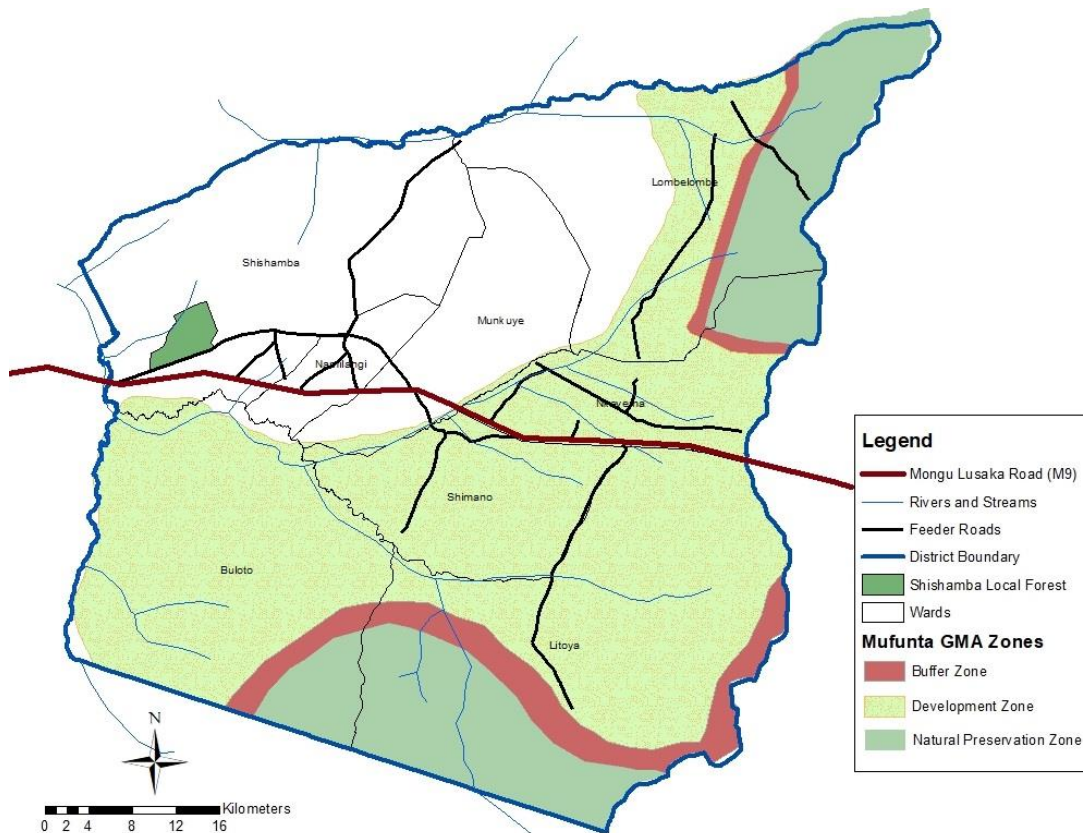 Lombelombe
Shishamba
Munkuye
Namilangi
Nkeyema
Shimano
Buloto
Litoya
Legend
Mongu Lusaka Road (M9)
Rivers and Streams
Feeder Roads
District Boundary
Shishamba Local Forest
Wards
Mufunta GMA Zones
Buffer Zone
Development Zone
Natural Preservation Zone
N
Kilometers
0 2 4 8 12 16